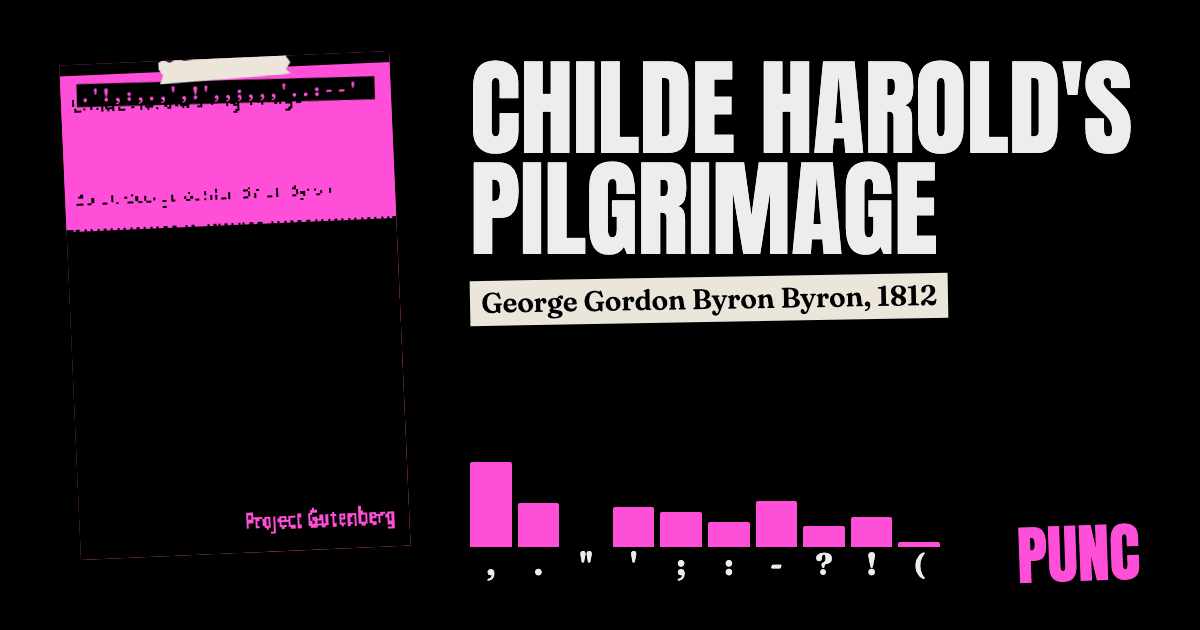 .'!,:,.,',!',,;,,,'..:--'
Project Gutenberg
CHILDE HAROLD'S
PILGRIMAGE
George Gordon Byron Byron, 1812
, . " ' ; : - ? ! (
PUNC